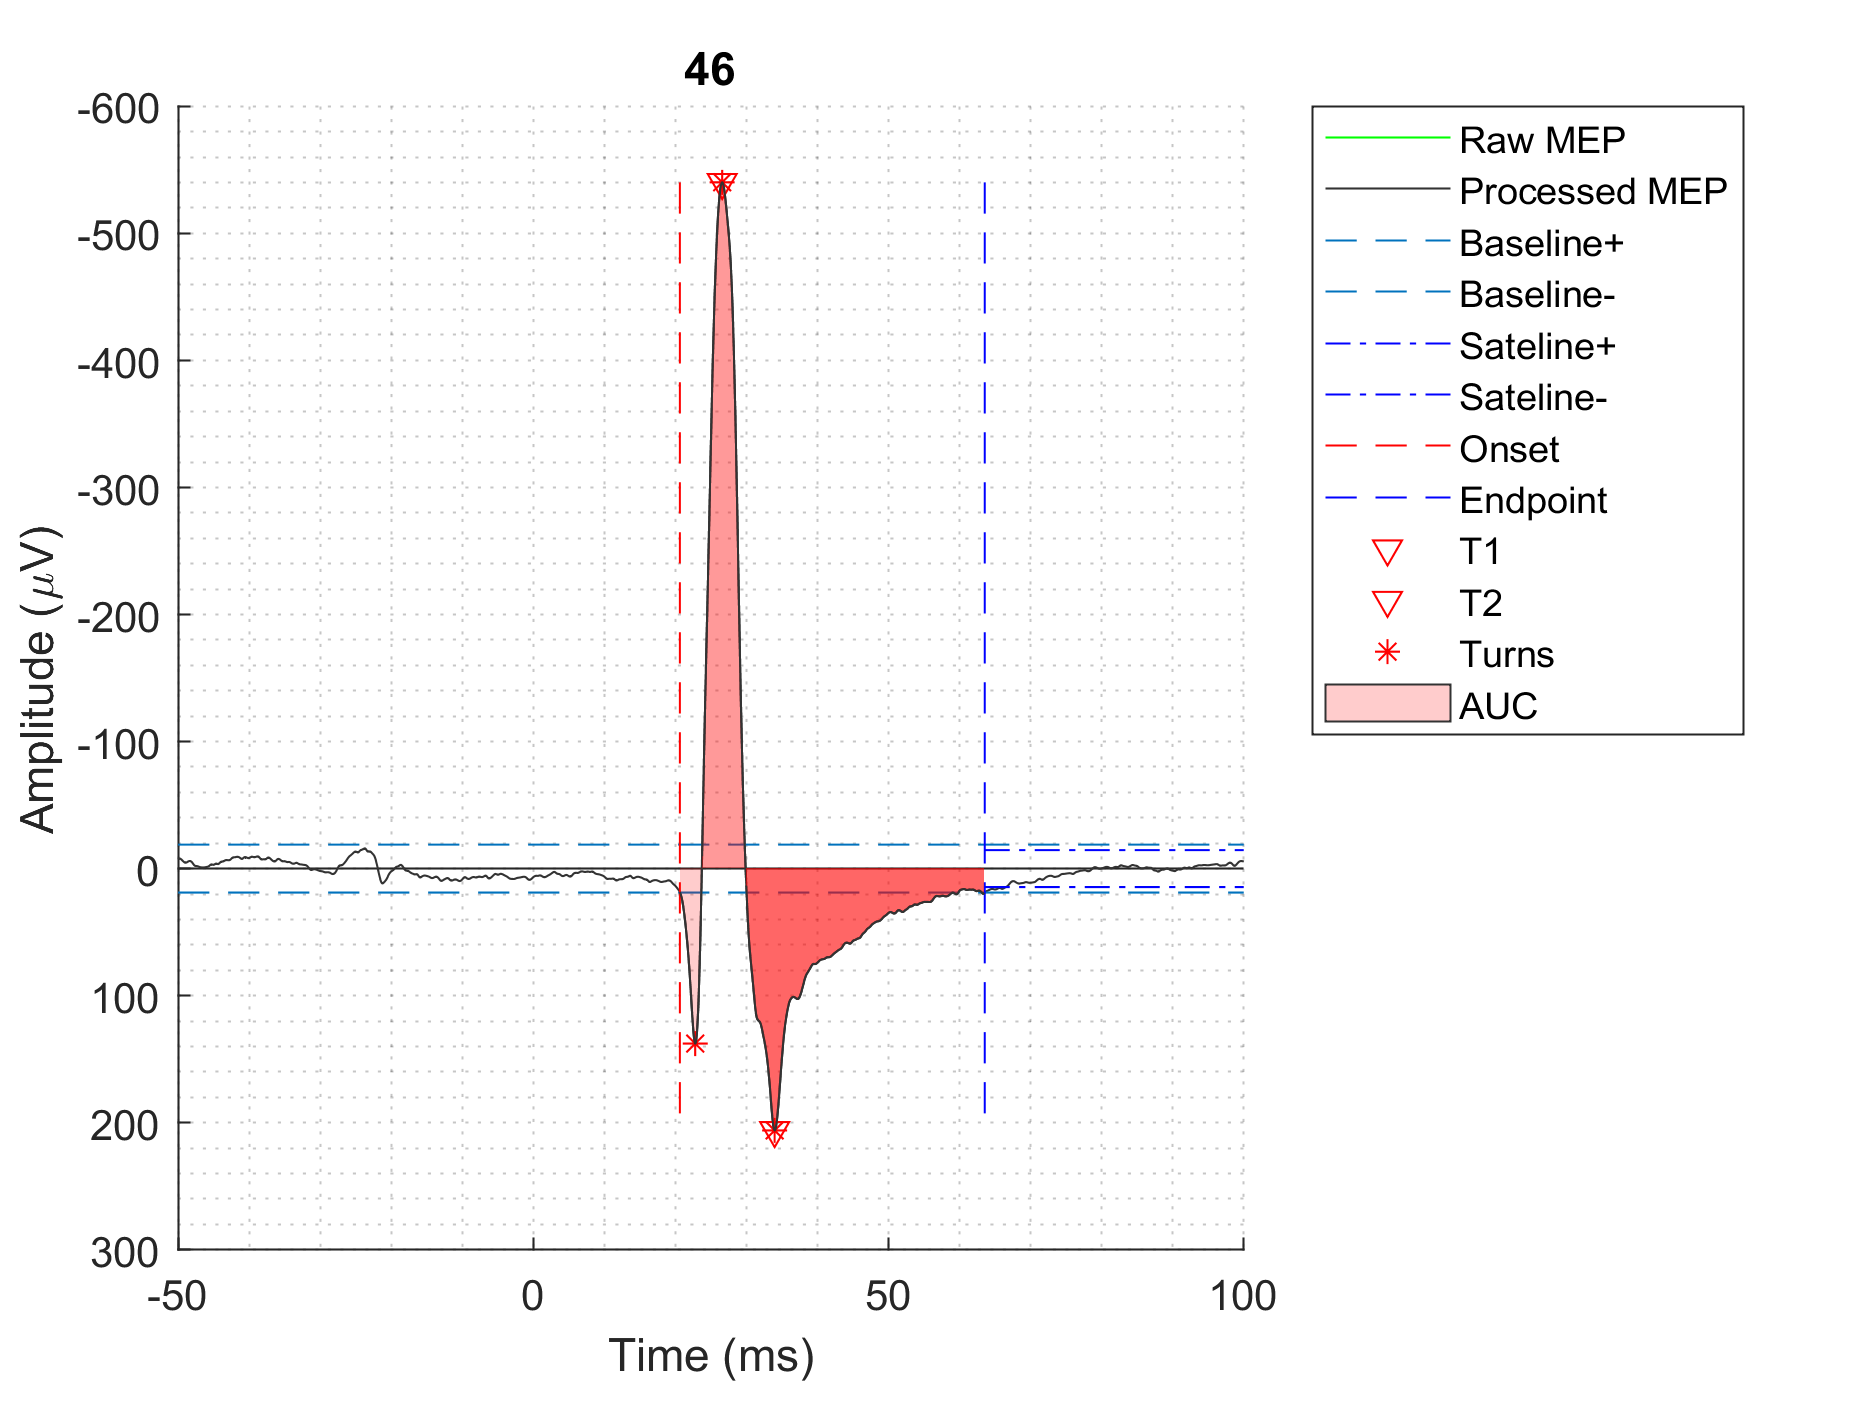 46
-600
-500
-400
-300
-200
-100
0
100
200
300
Amplitude (μV)
-50
0
50
100
Time (ms)
Raw MEP
Processed MEP
Baseline+
Baseline-
Sateline+
Sateline-
Onset
Endpoint
T1
T2
Turns
AUC